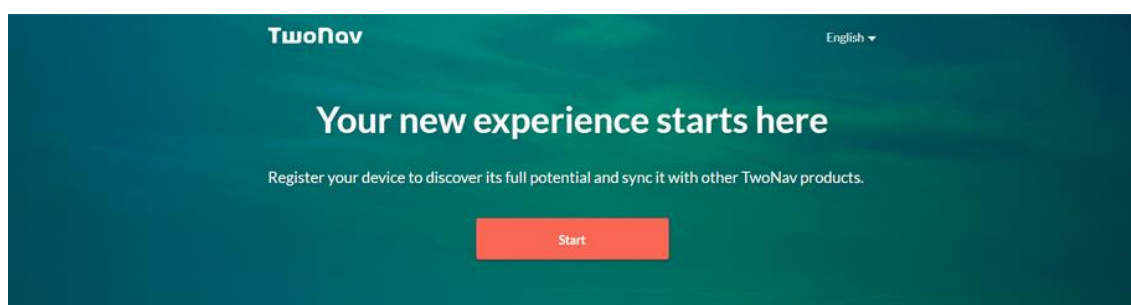 TwoNav
English
Your new experience starts here
Register your device to discover its full potential and sync it with other TwoNav products.
Start